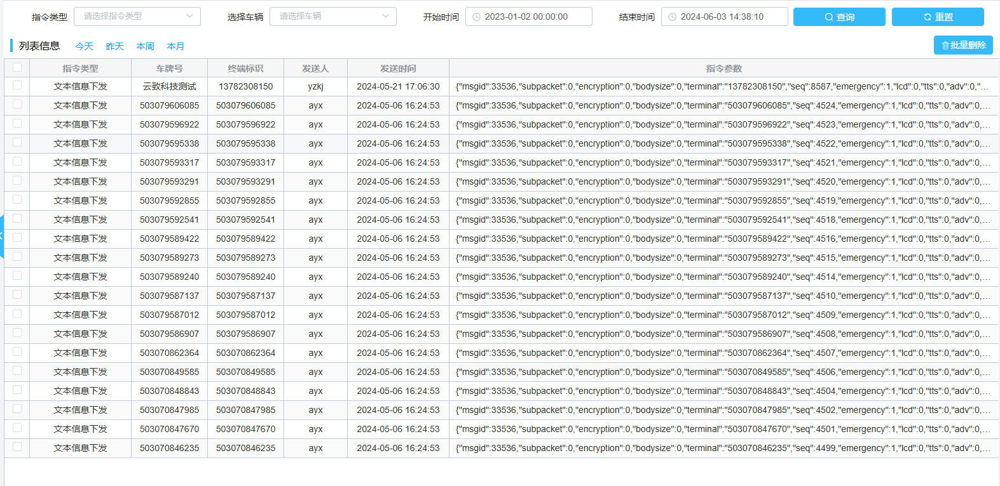 指令类型 请选择指令类型 选择车辆 请选择车辆 开始时间 2023-01-02 00:00:00 结束时间 2024-06-03 14:38:10 查询 重置
列表信息 今天 昨天 本周 本月 批量删除
指令类型 车牌号 终端标识 发送人 发送时间 指令参数
文本信息下发 云致科技测试 13782308150 yzkj 2024-05-21 17:06:30 {"msgid":33536,"subpacket":0,"encryption":0,"bodysize":0,"terminal":"13782308150","seq":8587,"emergency":1,"lcd":0,"tts":0,"adv":0,"...
文本信息下发 503079606085 503079606085 ayx 2024-05-06 16:24:53 {"msgid":33536,"subpacket":0,"encryption":0,"bodysize":0,"terminal":"503079606085","seq":4524,"emergency":1,"lcd":0,"tts":0,"adv":0,...
文本信息下发 503079596922 503079596922 ayx 2024-05-06 16:24:53 {"msgid":33536,"subpacket":0,"encryption":0,"bodysize":0,"terminal":"503079596922","seq":4523,"emergency":1,"lcd":0,"tts":0,"adv":0,...
文本信息下发 503079595338 503079595338 ayx 2024-05-06 16:24:53 {"msgid":33536,"subpacket":0,"encryption":0,"bodysize":0,"terminal":"503079595338","seq":4522,"emergency":1,"lcd":0,"tts":0,"adv":0,...
文本信息下发 503079593317 503079593317 ayx 2024-05-06 16:24:53 {"msgid":33536,"subpacket":0,"encryption":0,"bodysize":0,"terminal":"503079593317","seq":4521,"emergency":1,"lcd":0,"tts":0,"adv":0,...
文本信息下发 503079593291 503079593291 ayx 2024-05-06 16:24:53 {"msgid":33536,"subpacket":0,"encryption":0,"bodysize":0,"terminal":"503079593291","seq":4520,"emergency":1,"lcd":0,"tts":0,"adv":0,...
文本信息下发 503079592855 503079592855 ayx 2024-05-06 16:24:53 {"msgid":33536,"subpacket":0,"encryption":0,"bodysize":0,"terminal":"503079592855","seq":4519,"emergency":1,"lcd":0,"tts":0,"adv":0,...
文本信息下发 503079592541 503079592541 ayx 2024-05-06 16:24:53 {"msgid":33536,"subpacket":0,"encryption":0,"bodysize":0,"terminal":"503079592541","seq":4518,"emergency":1,"lcd":0,"tts":0,"adv":0,...
文本信息下发 503079589422 503079589422 ayx 2024-05-06 16:24:53 {"msgid":33536,"subpacket":0,"encryption":0,"bodysize":0,"terminal":"503079589422","seq":4516,"emergency":1,"lcd":0,"tts":0,"adv":0,...
文本信息下发 503079589273 503079589273 ayx 2024-05-06 16:24:53 {"msgid":33536,"subpacket":0,"encryption":0,"bodysize":0,"terminal":"503079589273","seq":4515,"emergency":1,"lcd":0,"tts":0,"adv":0,...
文本信息下发 503079589240 503079589240 ayx 2024-05-06 16:24:53 {"msgid":33536,"subpacket":0,"encryption":0,"bodysize":0,"terminal":"503079589240","seq":4514,"emergency":1,"lcd":0,"tts":0,"adv":0,...
文本信息下发 503079587137 503079587137 ayx 2024-05-06 16:24:53 {"msgid":33536,"subpacket":0,"encryption":0,"bodysize":0,"terminal":"503079587137","seq":4510,"emergency":1,"lcd":0,"tts":0,"adv":0,...
文本信息下发 503079587012 503079587012 ayx 2024-05-06 16:24:53 {"msgid":33536,"subpacket":0,"encryption":0,"bodysize":0,"terminal":"503079587012","seq":4509,"emergency":1,"lcd":0,"tts":0,"adv":0,...
文本信息下发 503079586907 503079586907 ayx 2024-05-06 16:24:53 {"msgid":33536,"subpacket":0,"encryption":0,"bodysize":0,"terminal":"503079586907","seq":4508,"emergency":1,"lcd":0,"tts":0,"adv":0,...
文本信息下发 503070862364 503070862364 ayx 2024-05-06 16:24:53 {"msgid":33536,"subpacket":0,"encryption":0,"bodysize":0,"terminal":"503070862364","seq":4507,"emergency":1,"lcd":0,"tts":0,"adv":0,...
文本信息下发 503070849585 503070849585 ayx 2024-05-06 16:24:53 {"msgid":33536,"subpacket":0,"encryption":0,"bodysize":0,"terminal":"503070849585","seq":4506,"emergency":1,"lcd":0,"tts":0,"adv":0,...
文本信息下发 503070848843 503070848843 ayx 2024-05-06 16:24:53 {"msgid":33536,"subpacket":0,"encryption":0,"bodysize":0,"terminal":"503070848843","seq":4504,"emergency":1,"lcd":0,"tts":0,"adv":0,...
文本信息下发 503070847985 503070847985 ayx 2024-05-06 16:24:53 {"msgid":33536,"subpacket":0,"encryption":0,"bodysize":0,"terminal":"503070847985","seq":4502,"emergency":1,"lcd":0,"tts":0,"adv":0,...
文本信息下发 503070847670 503070847670 ayx 2024-05-06 16:24:53 {"msgid":33536,"subpacket":0,"encryption":0,"bodysize":0,"terminal":"503070847670","seq":4501,"emergency":1,"lcd":0,"tts":0,"adv":0,...
文本信息下发 503070846235 503070846235 ayx 2024-05-06 16:24:53 {"msgid":33536,"subpacket":0,"encryption":0,"bodysize":0,"terminal":"503070846235","seq":4499,"emergency":1,"lcd":0,"tts":0,"adv":0,...